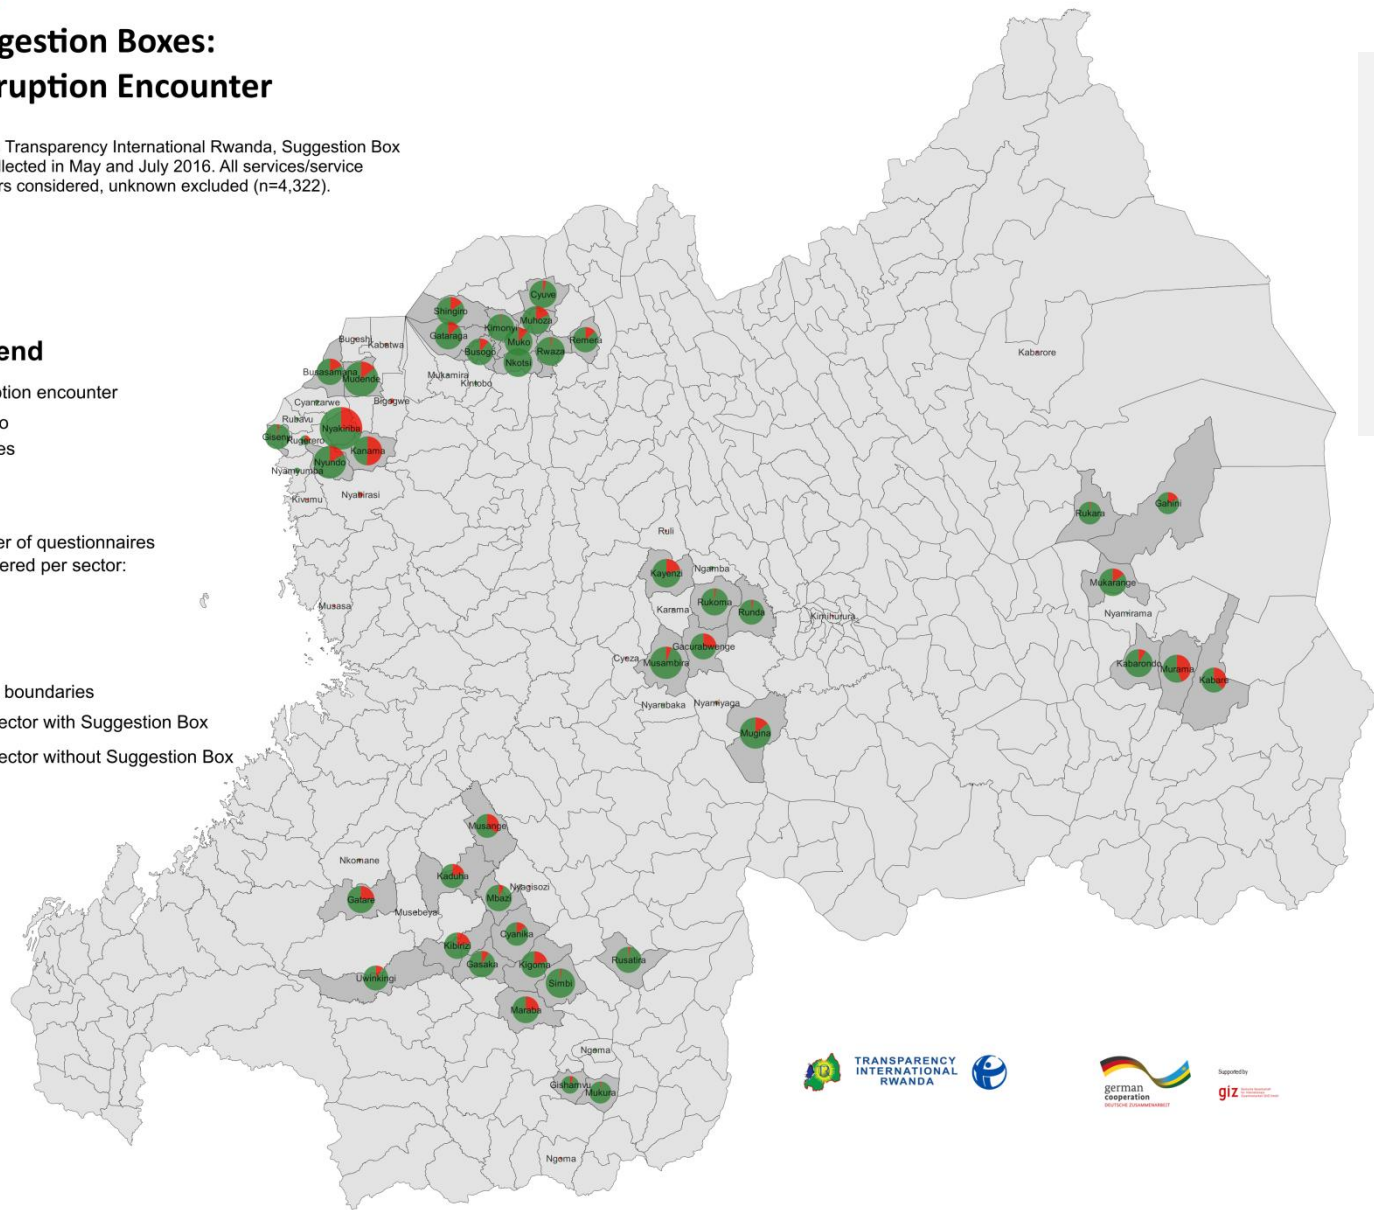 gestion Boxes:
ruption Encounter
Transparency International Rwanda, Suggestion Box
llected in May and July 2016. All services/service
rs considered, unknown excluded (n=4,322).
end
ption encounter
o
es
er of questionnaires
ered per sector:
boundaries
ector with Suggestion Box
ector without Suggestion Box
Cyuve
Shingiro
Muhoza
Kimonyi
Gataraga
Muko
Remera
Busogo
Rwaza
Nkotsi
Bugeshi
Kabatwa
Kabarore
Busasamana
Mudende
Mukamira
Kintobo
Cyanzarwe
Bigogwe
Rubavu
Nyakiriba
Gisenyi
Rugerero
Kanama
Nyundo
Nyamyumba
Kivumu
Nyabirasi
Gahini
Rukara
Ruli
Kayenzi
Ngamba
Mukarange
Rukoma
Musasa
Karama
Runda
Kimihurura
Nyamirama
Gacurabwenge
Cyeza
Musambira
Kabarondo
Murama
Kabare
Nyarubaka
Nyamiyaga
Mugina
Musange
Nkomane
Kaduha
Nyagisozi
Gatare
Mbazi
Musebeya
Cyanika
Kibirizi
Rusatira
Gasaka
Kigoma
Uwinkingi
Simbi
Maraba
Ngoma
Gishamvu
Mukura
Ngoma
TRANSPARENCY
INTERNATIONAL
RWANDA
german
cooperation
DEUTSCHE ZUSAMMENARBEIT
Supported by
giz